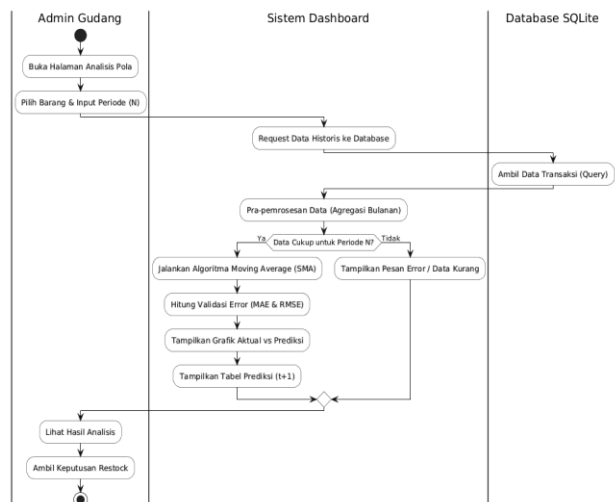 Admin Gudang
Sistem Dashboard
Database SQLite
Buka Halaman Analisis Pola
Pilih Barang & Input Periode (N)
Request Data Historis ke Database
Ambil Data Transaksi (Query)
Pra-pemrosesan Data (Agregasi Bulanan)
Ya
Data Cukup untuk Periode N?
Tidak
Jalankan Algoritma Moving Average (SMA)
Tampilkan Pesan Error / Data Kurang
Hitung Validasi Error (MAE & RMSE)
Tampilkan Grafik Aktual vs Prediksi
Tampilkan Tabel Prediksi (t+1)
Lihat Hasil Analisis
Ambil Keputusan Restock